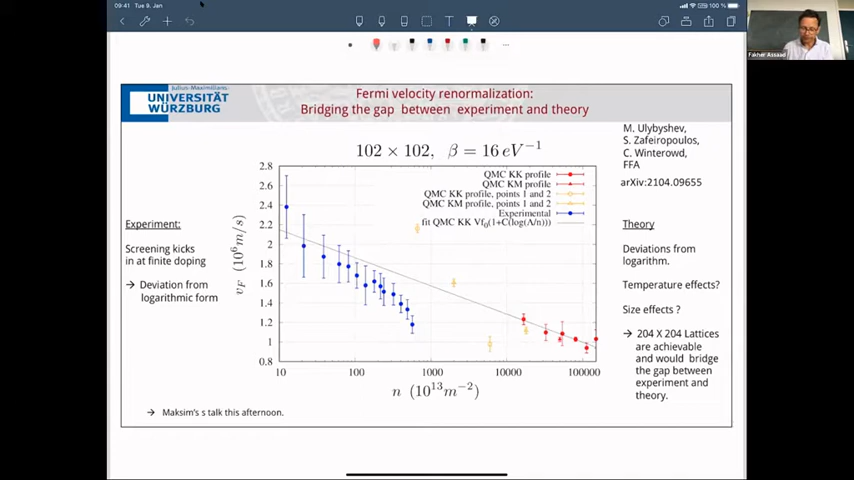 09:41 Tue 9. Jan
100 %
Fakher Assaad
Julius-Maximilians-
UNIVERSITÄT
WÜRZBURG
Fermi velocity renormalization:
Bridging the gap between experiment and theory
102 × 102, β = 16 eV⁻¹
M. Ulybyshev,
S. Zafeiropoulos,
C. Winterowd,
FFA
arXiv:2104.09655
Experiment:
Screening kicks
in at finite doping
→ Deviation from
logarithmic form
v_F (10⁶m/s)
2.8
2.6
2.4
2.2
2
1.8
1.6
1.4
1.2
1
0.8
QMC KK profile
QMC KM profile
QMC KK profile, points 1 and 2
QMC KM profile, points 1 and 2
Experimental
fit QMC KK Vf₀(1+C(log(Λ/n)))
10 100 1000 10000 100000
n (10¹³m⁻²)
Theory
Deviations from
logarithm.
Temperature effects?
Size effects ?
→ 204 X 204 Lattices
are achievable
and would bridge
the gap between
experiment and
theory.
→ Maksim's s talk this afternoon.